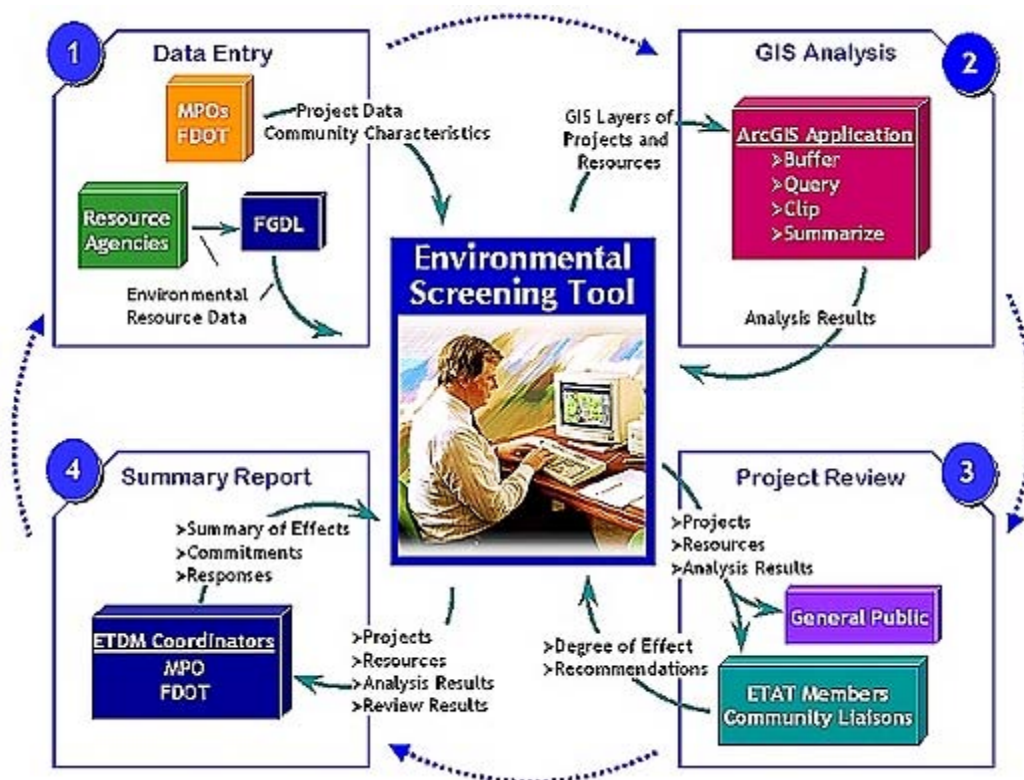 1
Data Entry
MPOs
FDOT
Project Data
Community Characteristics
Resource
Agencies
FGDL
Environmental
Resource Data
2
GIS Analysis
GIS Layers of
Projects and
Resources
ArcGIS Application
>Buffer
>Query
>Clip
>Summarize
Analysis Results
Environmental
Screening Tool
3
Project Review
>Projects
>Resources
>Analysis Results
General Public
>Degree of Effect
>Recommendations
ETAT Members
Community Liaisons
4
Summary Report
>Summary of Effects
>Commitments
>Responses
ETDM Coordinators
MPO
FDOT
>Projects
>Resources
>Analysis Results
>Review Results